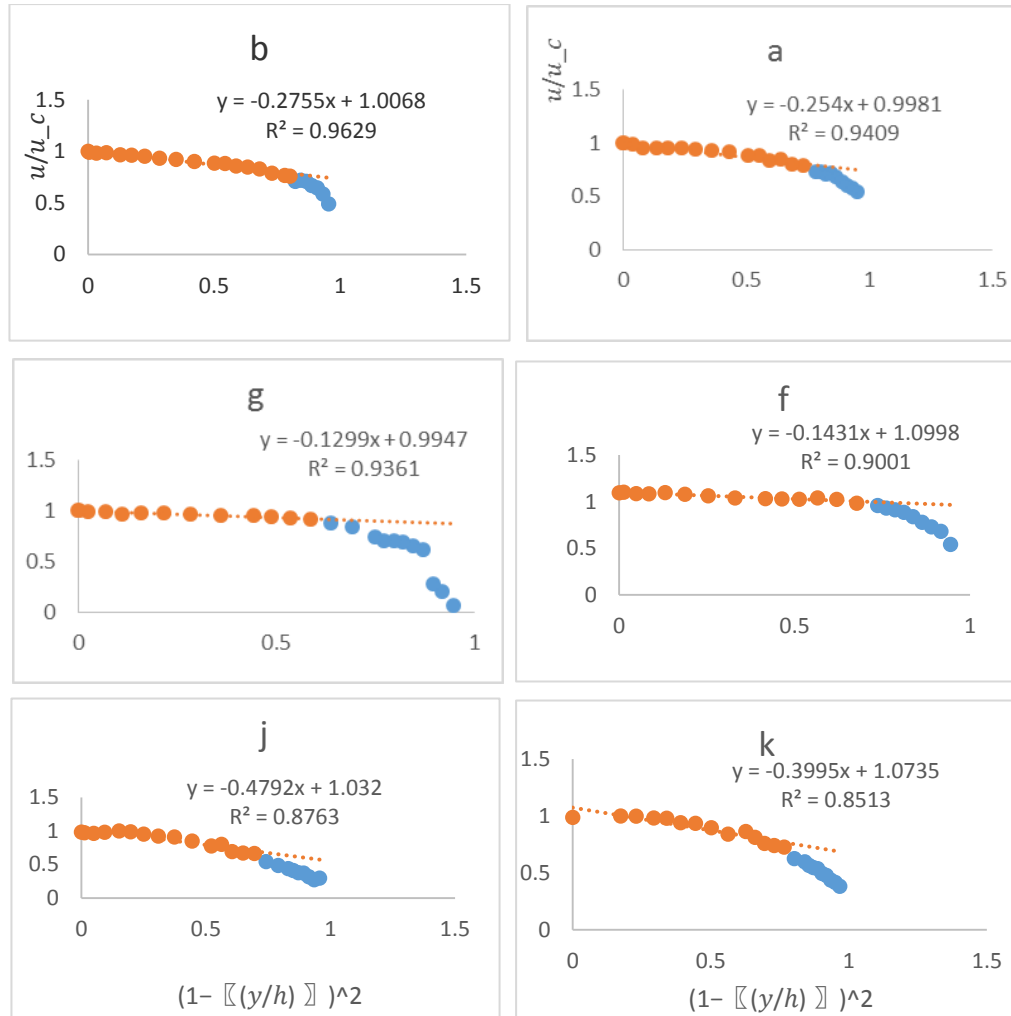 b
y = -0.2755x + 1.0068
R² = 0.9629
u/u_c
1.5
1
0.5
0
0
0.5
1
1.5
a
y = -0.254x + 0.9981
R² = 0.9409
u/u_c
1.5
1
0.5
0
0
0.5
1
1.5
g
y = -0.1299x + 0.9947
R² = 0.9361
1.5
1
0.5
0
0
0.5
1
f
y = -0.1431x + 1.0998
R² = 0.9001
1.5
1
0.5
0
0
0.5
1
j
y = -0.4792x + 1.032
R² = 0.8763
1.5
1
0.5
0
0
0.5
1
1.5
(1− 〖(y/h) 〗)^2
k
y = -0.3995x + 1.0735
R² = 0.8513
1.5
1
0.5
0
0
0.5
1
1.5
(1− 〖(y/h) 〗)^2